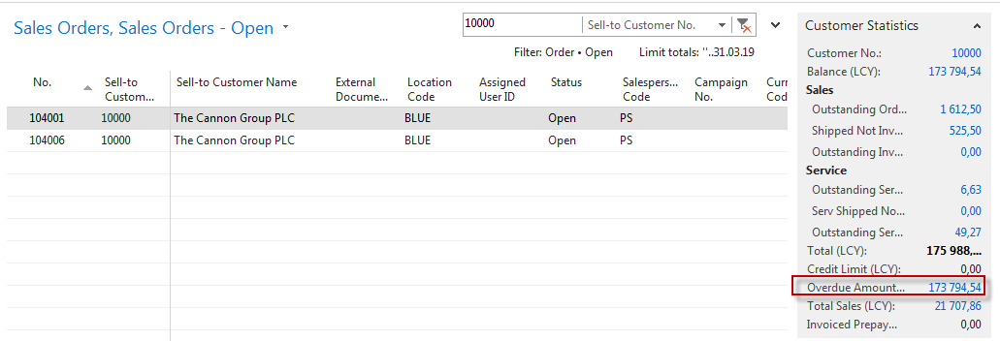 Sales Orders, Sales Orders - Open
10000 Sell-to Customer No.
Filter: Order • Open Limit totals: ''..31.03.19
No. Sell-to Custom... Sell-to Customer Name External Docume... Location Code Assigned User ID Status Salespers... Code Campaign No. Curr Cod
104001 10000 The Cannon Group PLC BLUE Open PS
104006 10000 The Cannon Group PLC BLUE Open PS
Customer Statistics
Customer No.: 10000
Balance (LCY): 173 794,54
Sales
Outstanding Ord... 1 612,50
Shipped Not Inv... 525,50
Outstanding Inv... 0,00
Service
Outstanding Ser... 6,63
Serv Shipped No... 0,00
Outstanding Ser... 49,27
Total (LCY): 175 988,...
Credit Limit (LCY): 0,00
Overdue Amount... 173 794,54
Total Sales (LCY): 21 707,86
Invoiced Prepay... 0,00